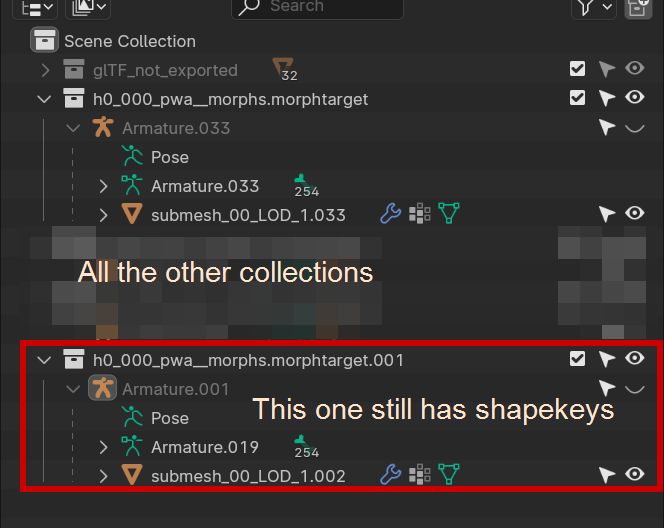 Search
Scene Collection
glTF_not_exported
32
h0_000_pwa__morphs.morphtarget
Armature.033
Pose
Armature.033
254
submesh_00_LOD_1.033
All the other collections
h0_000_pwa__morphs.morphtarget.001
Armature.001
This one still has shapekeys
Pose
Armature.019
254
submesh_00_LOD_1.002